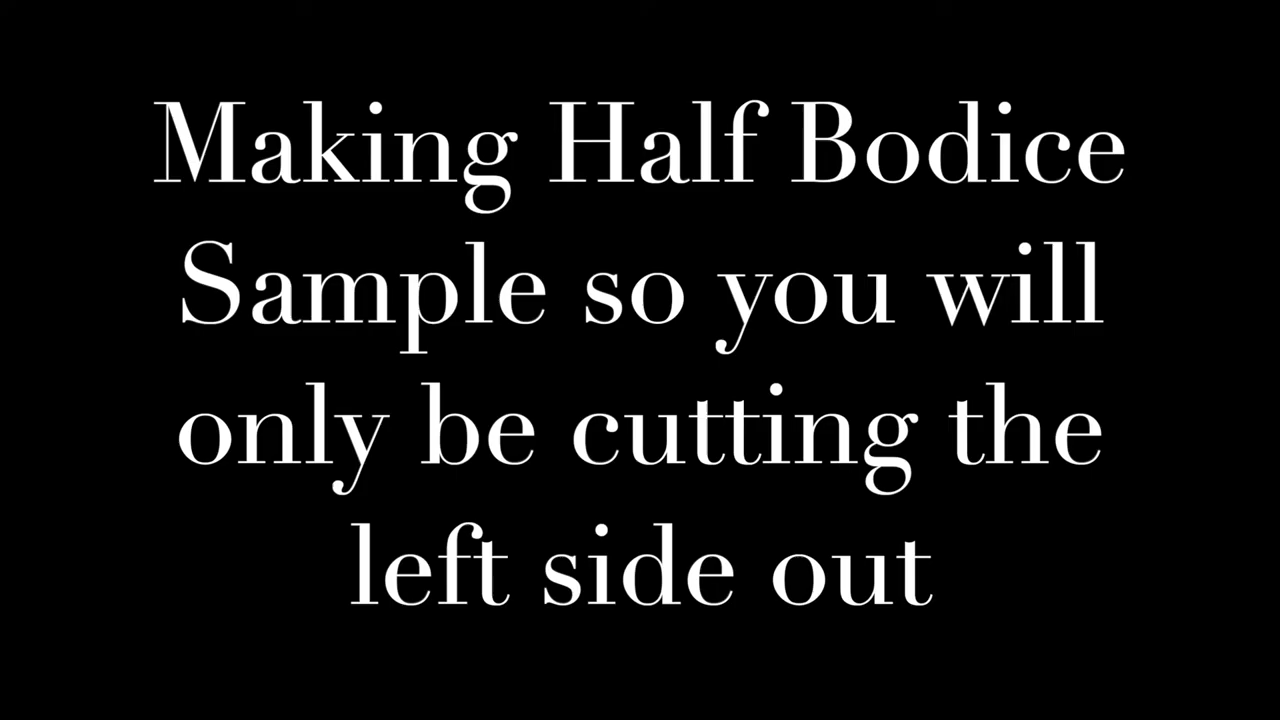 Making Half Bodice
Sample so you will
only be cutting the
left side out